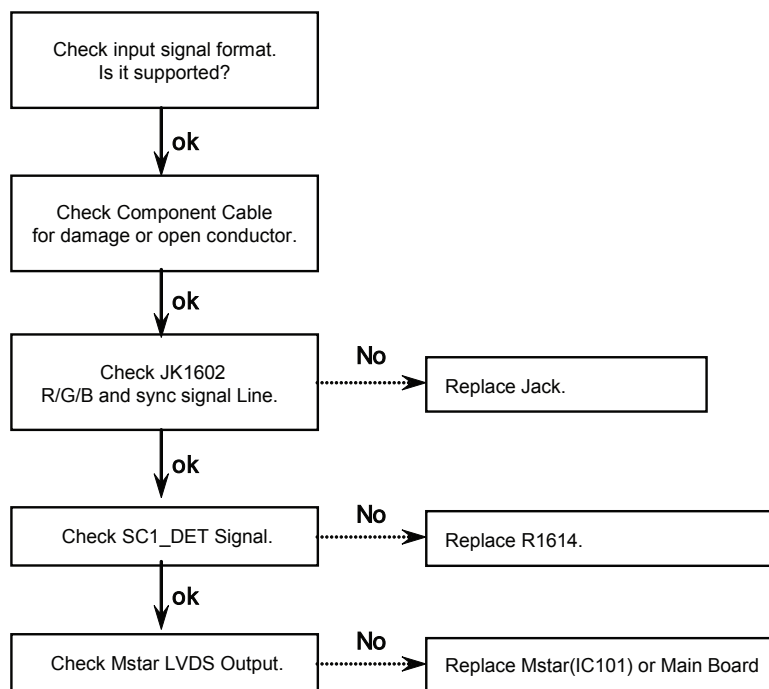 Check input signal format.
Is it supported?
ok
Check Component Cable
for damage or open conductor.
ok
Check JK1602
R/G/B and sync signal Line.
No
Replace Jack.
ok
Check SC1_DET Signal.
No
Replace R1614.
ok
Check Mstar LVDS Output.
No
Replace Mstar(IC101) or Main Board